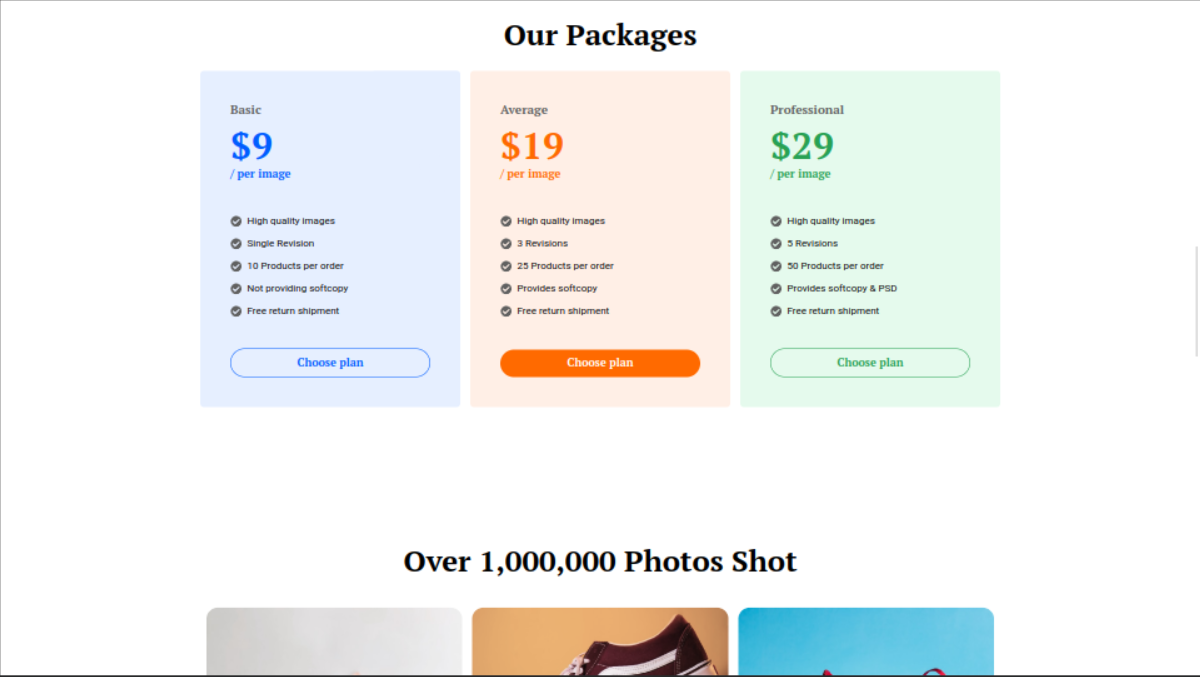 Our Packages
Basic
$9
/ per image
High quality images
Single Revision
10 Products per order
Not providing softcopy
Free return shipment
Choose plan
Average
$19
/ per image
High quality images
3 Revisions
25 Products per order
Provides softcopy
Free return shipment
Choose plan
Professional
$29
/ per image
High quality images
5 Revisions
50 Products per order
Provides softcopy & PSD
Free return shipment
Choose plan
Over 1,000,000 Photos Shot